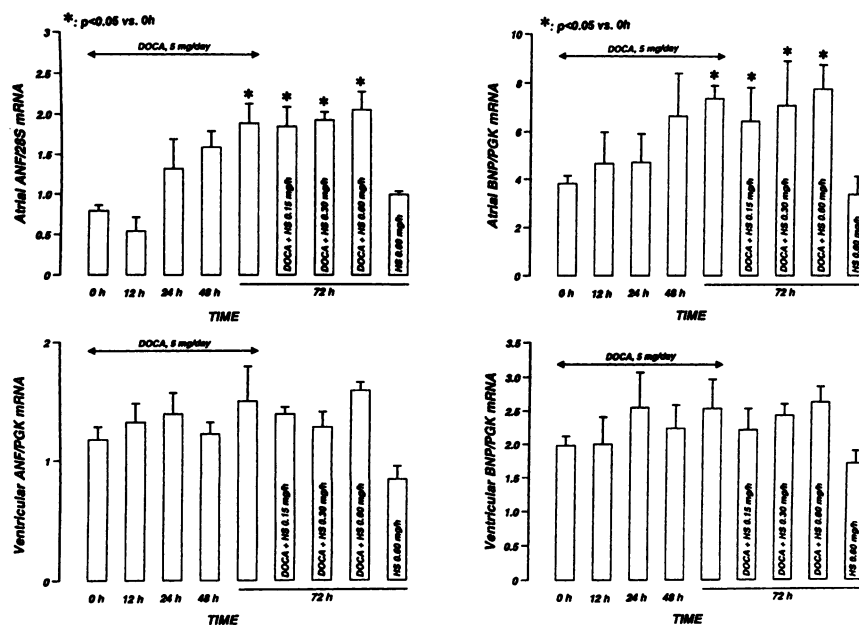 *: p<0.05 vs. 0h
DOCA, 5 mg/day
Atrial ANF/28S mRNA
3
2.5
2
1.5
1.0
0.5
0
* * * *
DOCA + HS 0.15 mg/h
DOCA + HS 0.30 mg/h
DOCA + HS 0.60 mg/h
HS 0.60 mg/h
0 h 12 h 24 h 48 h 72 h
TIME
*: p<0.05 vs. 0h
DOCA, 5 mg/day
Atrial BNP/PGK mRNA
10
8
6
4
2
0
* * * *
DOCA + HS 0.15 mg/h
DOCA + HS 0.30 mg/h
DOCA + HS 0.60 mg/h
HS 0.60 mg/h
0 h 12 h 24 h 48 h 72 h
TIME
DOCA, 5 mg/day
Ventricular ANF/PGK mRNA
2
1
0
DOCA + HS 0.15 mg/h
DOCA + HS 0.30 mg/h
DOCA + HS 0.60 mg/h
HS 0.60 mg/h
0 h 12 h 24 h 48 h 72 h
TIME
DOCA, 5 mg/day
Ventricular BNP/PGK mRNA
3.5
3.0
2.5
2.0
1.5
1.0
0.5
0
DOCA + HS 0.15 mg/h
DOCA + HS 0.30 mg/h
DOCA + HS 0.60 mg/h
HS 0.60 mg/h
0 h 12 h 24 h 48 h 72 h
TIME